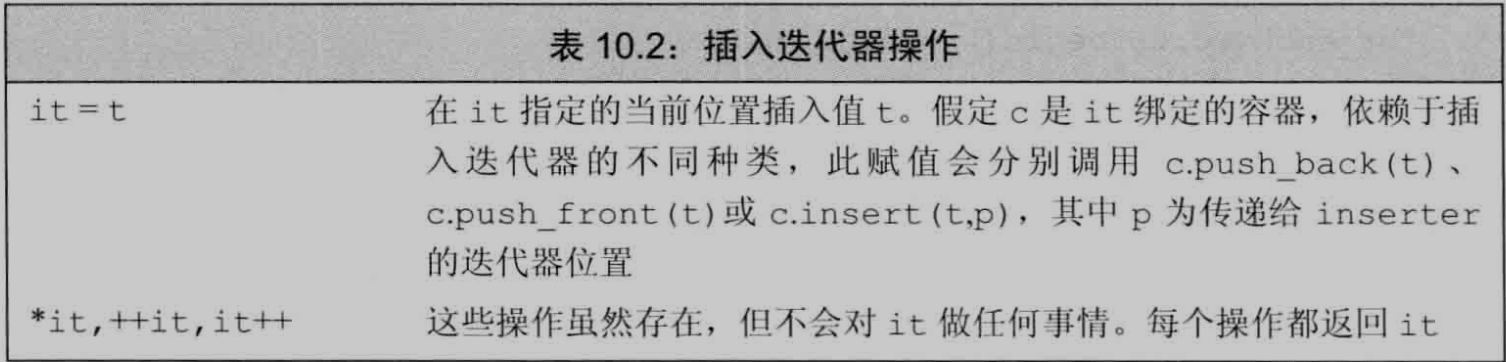 表 10.2：插入迭代器操作
it = t 在 it 指定的当前位置插入值 t。假定 c 是 it 绑定的容器，依赖于插
入迭代器的不同种类，此赋值会分别调用 c.push_back(t)、
c.push_front(t)或 c.insert(t,p)，其中 p 为传递给 inserter
的迭代器位置
*it,++it,it++ 这些操作虽然存在，但不会对 it 做任何事情。每个操作都返回 it